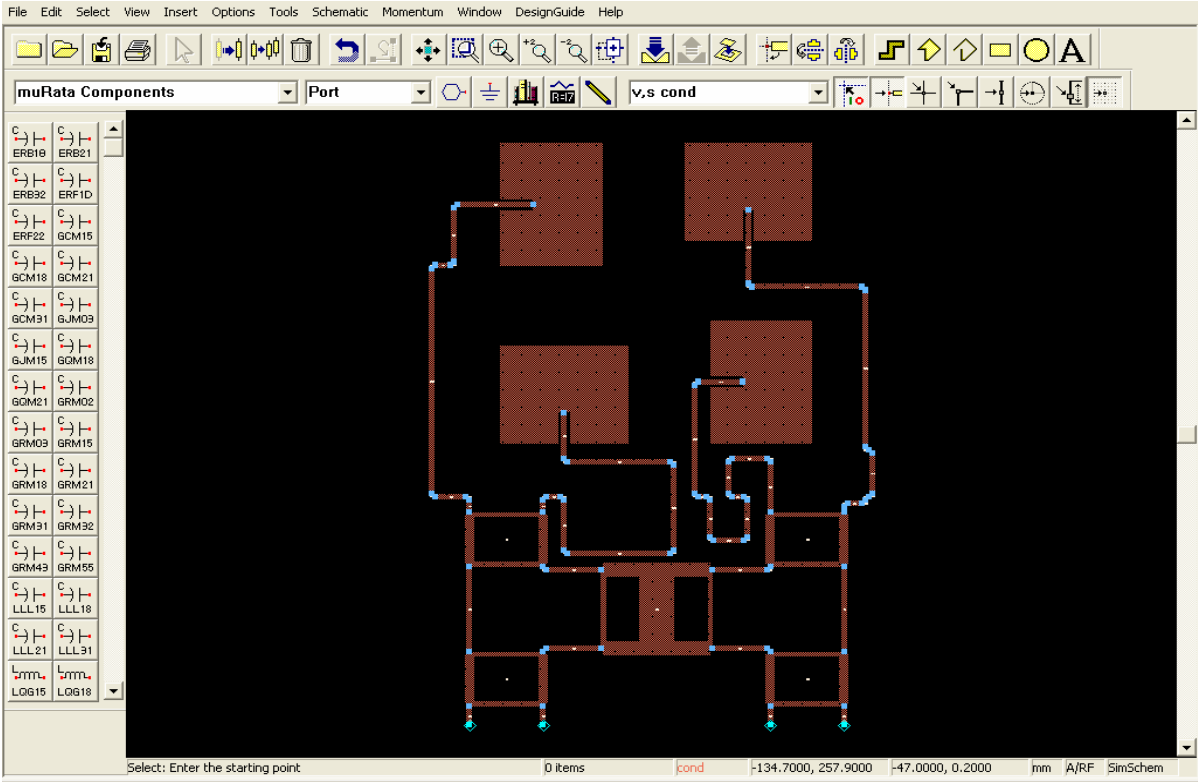 File Edit Select View Insert Options Tools Schematic Momentum Window DesignGuide Help
+2 -2 A
muRata Components Port R=17 v,s cond
ERB18 ERB21
ERB32 ERF1D
ERF22 GCM15
GCM18 GCM21
GCM31 GJM03
GJM15 GQM18
GQM21 GRM02
GRM03 GRM15
GRM18 GRM21
GRM31 GRM32
GRM43 GRM55
LLL15 LLL18
LLL21 LLL31
LQG15 LQG18
Select: Enter the starting point 0 items cond -134.7000, 257.9000 -47.0000, 0.2000 mm A/RF SimSchem